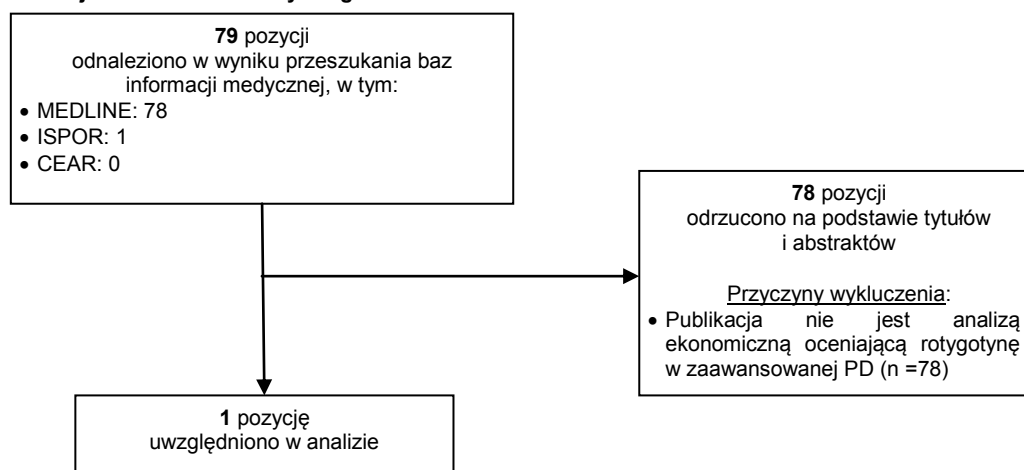 79 pozycji
odnaleziono w wyniku przeszukania baz
informacji medycznej, w tym:
• MEDLINE: 78
• ISPOR: 1
• CEAR: 0
78 pozycji
odrzucono na podstawie tytułów
i abstraktów
Przyczyny wykluczenia:
• Publikacja nie jest analizą
ekonomiczną oceniającą rotygotynę
w zaawansowanej PD (n =78)
1 pozycję
uwzględniono w analizie